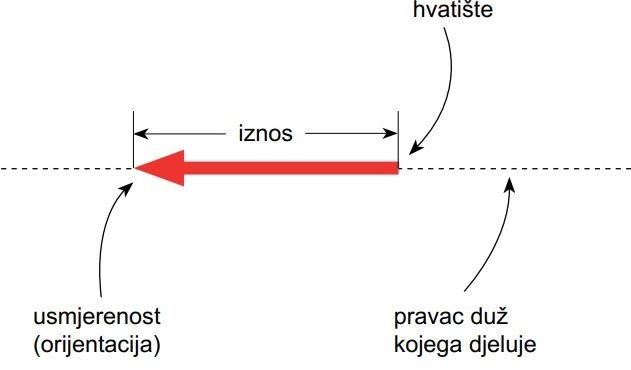 hvatište
iznos
usmjerenost
(orijentacija)
pravac duž
kojega djeluje